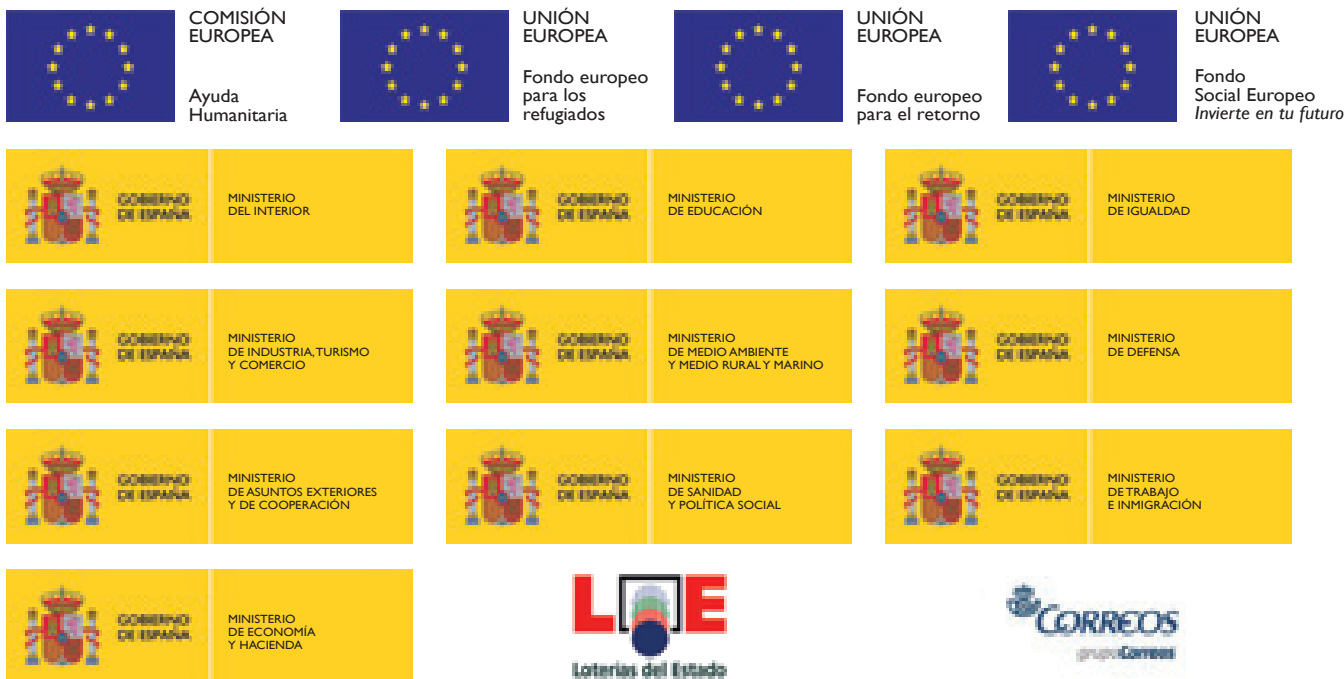 COMISIÓN
EUROPEA
Ayuda
Humanitaria
UNIÓN
EUROPEA
Fondo europeo
para los
refugiados
UNIÓN
EUROPEA
Fondo europeo
para el retorno
UNIÓN
EUROPEA
Fondo
Social Europeo
Invierte en tu futuro
GOBIERNO
DE ESPAÑA
MINISTERIO
DEL INTERIOR
GOBIERNO
DE ESPAÑA
MINISTERIO
DE EDUCACIÓN
GOBIERNO
DE ESPAÑA
MINISTERIO
DE IGUALDAD
GOBIERNO
DE ESPAÑA
MINISTERIO
DE INDUSTRIA, TURISMO
Y COMERCIO
GOBIERNO
DE ESPAÑA
MINISTERIO
DE MEDIO AMBIENTE
Y MEDIO RURAL Y MARINO
GOBIERNO
DE ESPAÑA
MINISTERIO
DE DEFENSA
GOBIERNO
DE ESPAÑA
MINISTERIO
DE ASUNTOS EXTERIORES
Y DE COOPERACIÓN
GOBIERNO
DE ESPAÑA
MINISTERIO
DE SANIDAD
Y POLÍTICA SOCIAL
GOBIERNO
DE ESPAÑA
MINISTERIO
DE TRABAJO
E INMIGRACIÓN
GOBIERNO
DE ESPAÑA
MINISTERIO
DE ECONOMÍA
Y HACIENDA
LAE
Loterías del Estado
CORREOS
grupoCorreos